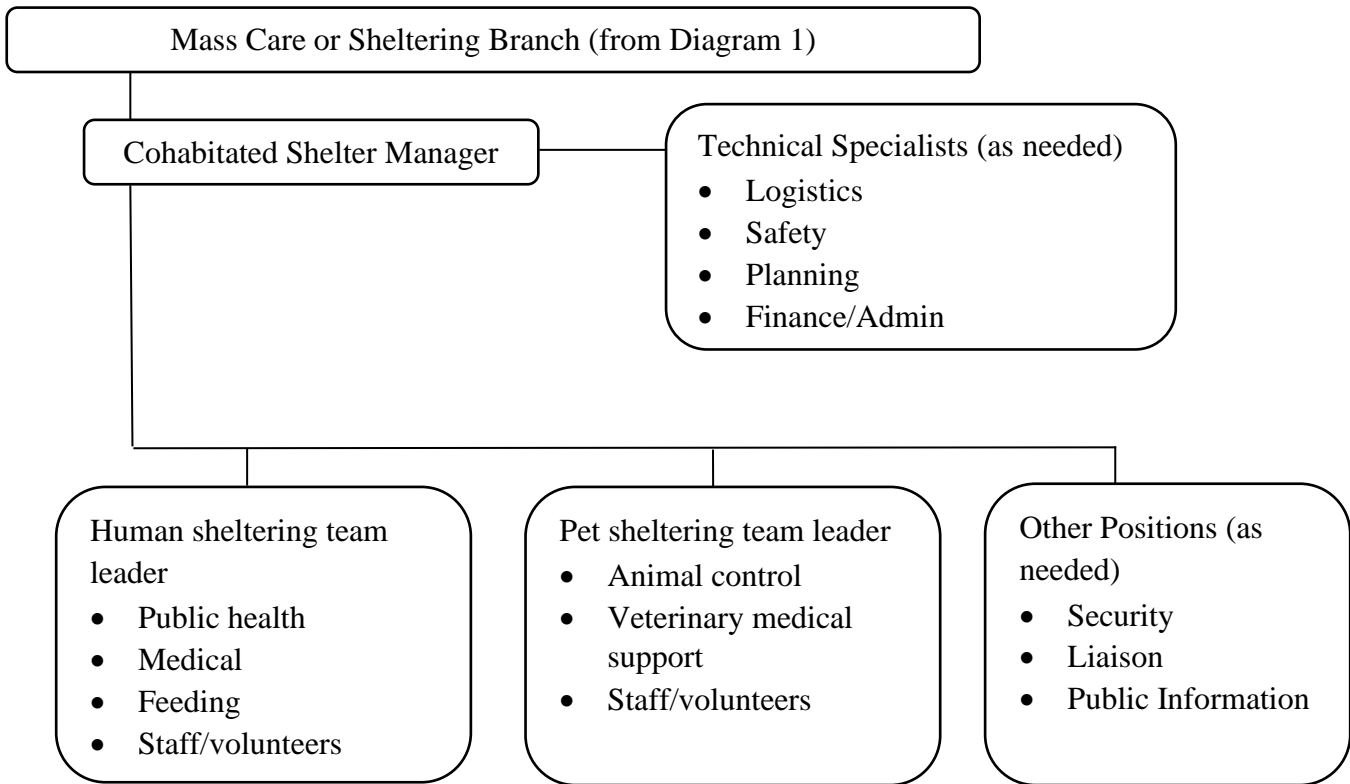 Mass Care or Sheltering Branch (from Diagram 1)
Cohabitated Shelter Manager
Technical Specialists (as needed)
• Logistics
• Safety
• Planning
• Finance/Admin
Human sheltering team
leader
• Public health
• Medical
• Feeding
• Staff/volunteers
Pet sheltering team leader
• Animal control
• Veterinary medical
support
• Staff/volunteers
Other Positions (as
needed)
• Security
• Liaison
• Public Information